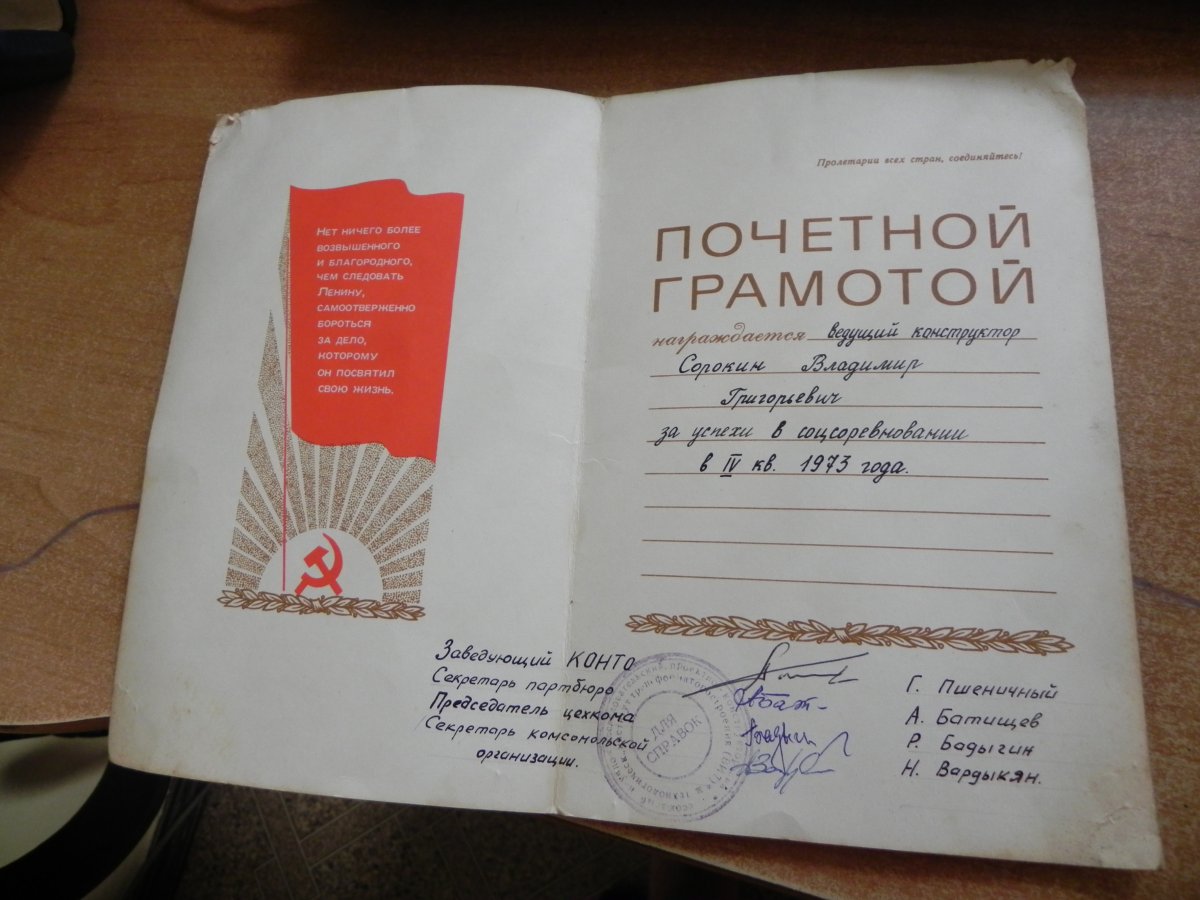 Нет ничего более
возвышенного
и благородного,
чем следовать
Ленину,
самоотверженно
бороться
за дело,
которому
он посвятил
свою жизнь.
Пролетарии всех стран, соединяйтесь!
ПОЧЕТНОЙ
ГРАМОТОЙ
награждается ведущий конструктор
Сорокин Владимир
Григорьевич
за успехи в соцсоревновании
в IV кв. 1973 года.
Заведующий КОНТО Г. Пшеничный
Секретарь партбюро А. Батищев
Председатель цехкома Р. Бадыгин
Секретарь комсомольской Н. Вардыкян.
организации.
ДЛЯ
СПРАВОК